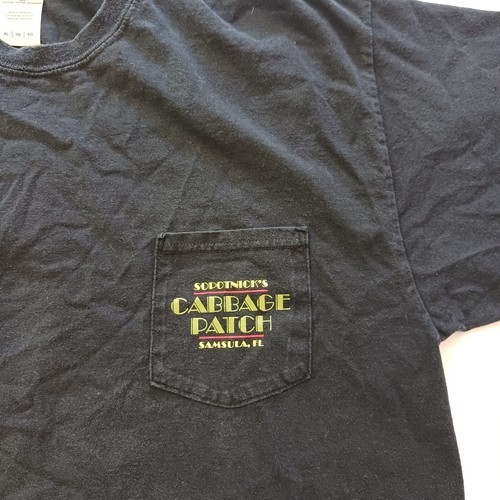 SOPOTNICK'S
CABBAGE
PATCH
SAMSULA, FL